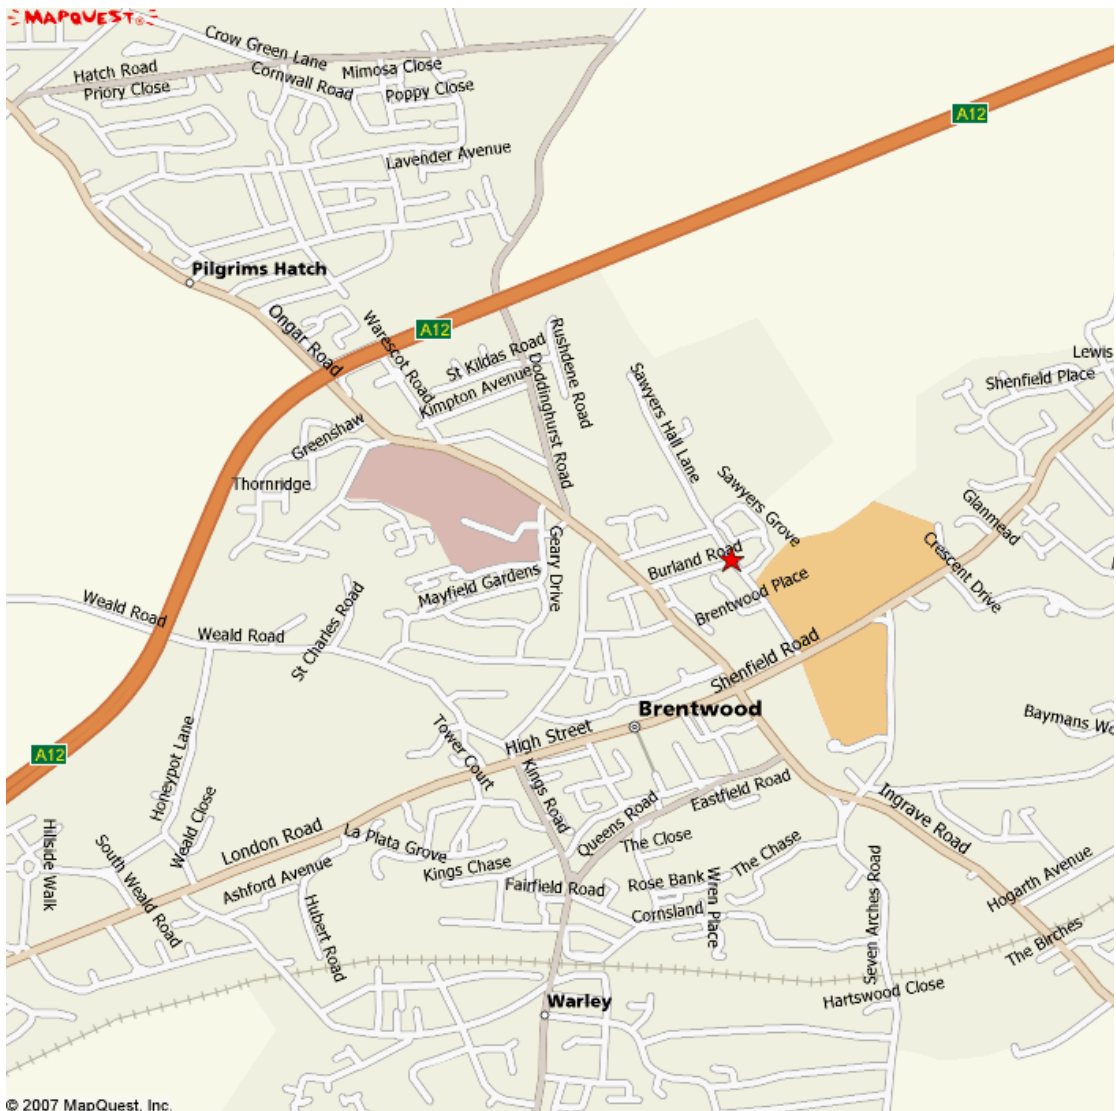 MAPQUEST®
Crow Green Lane
Hatch Road
Mimosa Close
Cornwall Road
Priory Close
Poppy Close
A12
Lavender Avenue
Pilgrims Hatch
Ongar Road
Warescot Road
A12
St Kildas Road
Rushdene Road
Doddinghurst Road
Kimpton Avenue
Sawyers Hall Lane
Lewis
Shenfield Place
Greenshaw
Thornridge
Sawyers Grove
Glanmead
Geary Drive
Burland Road
Crescent Drive
Mayfield Gardens
Brentwood Place
Weald Road
Weald Road
St Charles Road
Shenfield Road
Brentwood
High Street
Tower Court
Baymans Wo
A12
Honeypot Lane
Kings Road
Eastfield Road
Queens Road
Ingrave Road
Hillside Walk
Weald Close
London Road
La Plata Grove
The Close
South Weald Road
Ashford Avenue
Kings Chase
The Chase
Fairfield Road
Rose Bank
Wren Place
Hogarth Avenue
Hubert Road
Cornsland
Seven Arches Road
The Birches
Hartswood Close
Warley
© 2007 MapQuest, Inc.